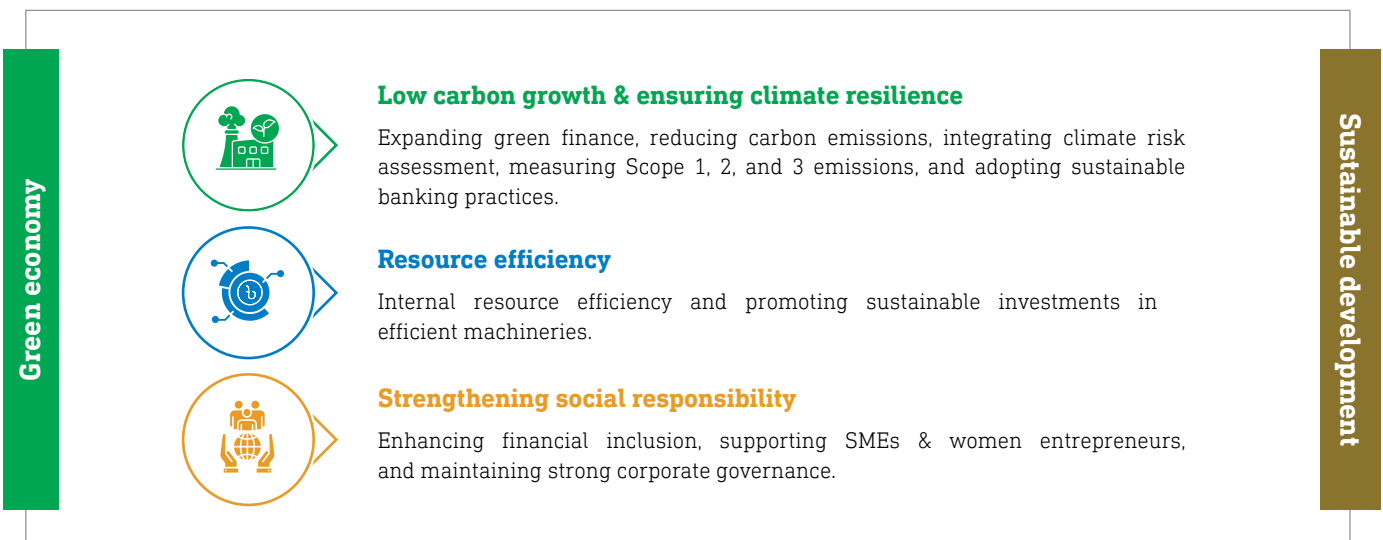 Green economy
Low carbon growth & ensuring climate resilience
Expanding green finance, reducing carbon emissions, integrating climate risk
assessment, measuring Scope 1, 2, and 3 emissions, and adopting sustainable
banking practices.
৳
Resource efficiency
Internal resource efficiency and promoting sustainable investments in
efficient machineries.
Strengthening social responsibility
Enhancing financial inclusion, supporting SMEs & women entrepreneurs,
and maintaining strong corporate governance.
Sustainable development